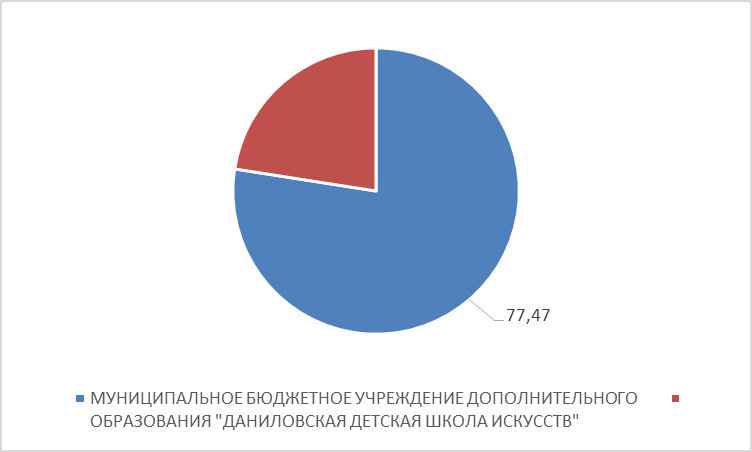 77,47
МУНИЦИПАЛЬНОЕ БЮДЖЕТНОЕ УЧРЕЖДЕНИЕ ДОПОЛНИТЕЛЬНОГО
ОБРАЗОВАНИЯ "ДАНИЛОВСКАЯ ДЕТСКАЯ ШКОЛА ИСКУССТВ"